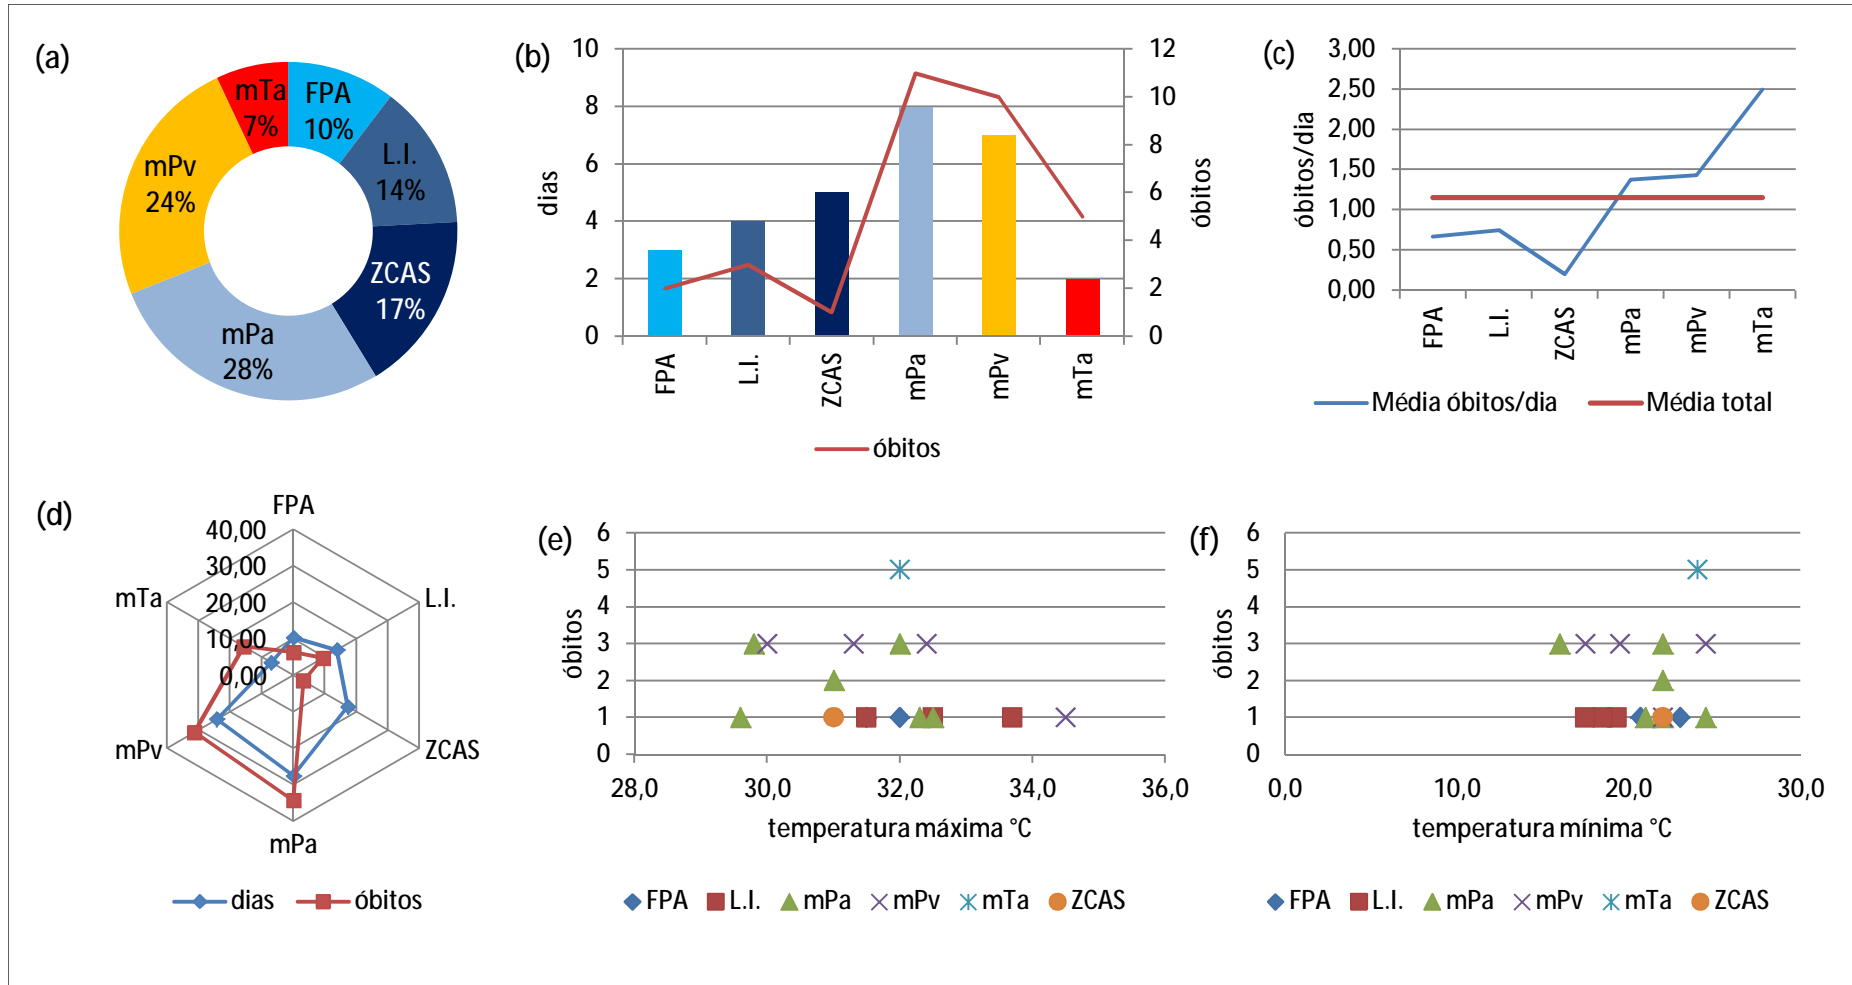 (a)
mTa
7%
FPA
10%
L.I.
14%
ZCAS
17%
mPa
28%
mPv
24%
(b)
10
8
6
4
2
0
dias
12
10
8
6
4
2
0
óbitos
FPA
L.I.
ZCAS
mPa
mPv
mTa
óbitos
(c)
3,00
2,50
2,00
1,50
1,00
0,50
0,00
óbitos/dia
FPA
L.I.
ZCAS
mPa
mPv
mTa
Média óbitos/dia
Média total
(d)
FPA
40,00
30,00
20,00
10,00
0,00
L.I.
ZCAS
mPa
mPv
mTa
dias
óbitos
(e)
6
5
4
3
2
1
0
óbitos
28,0
30,0
32,0
34,0
36,0
temperatura máxima °C
FPA
L.I.
mPa
mPv
mTa
ZCAS
(f)
6
5
4
3
2
1
0
óbitos
0,0
10,0
20,0
30,0
temperatura mínima °C
FPA
L.I.
mPa
mPv
mTa
ZCAS